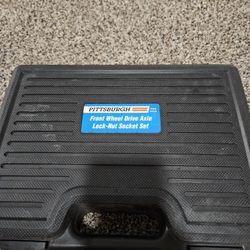 PITTSBURGH
Front Wheel Drive Axle
Lock-Nut Socket Set